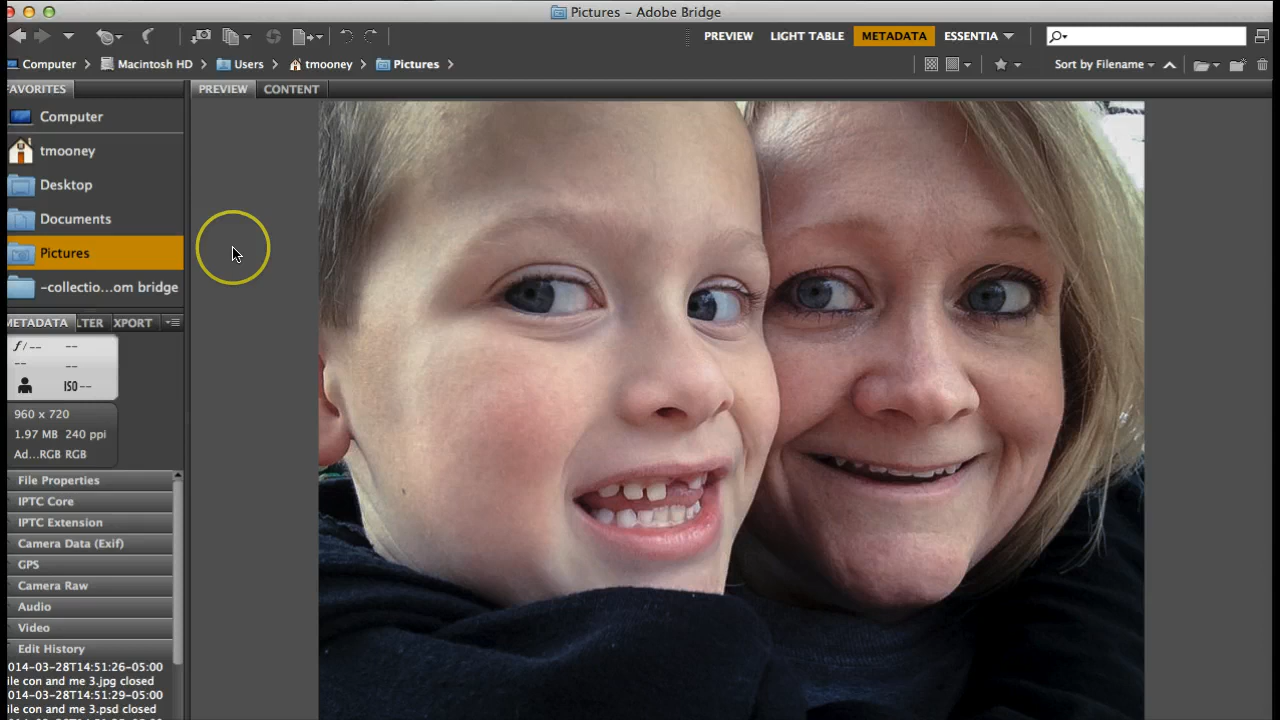 Pictures – Adobe Bridge
PREVIEW LIGHT TABLE METADATA ESSENTIA
Computer Macintosh HD Users tmooney Pictures Sort by Filename
FAVORITES PREVIEW CONTENT
Computer
tmooney
Desktop
Documents
Pictures
-collectio...om bridge
METADATA LTER XPORT
f/-- --
-- --
ISO --
960 x 720
1.97 MB 240 ppi
Ad...RGB RGB
File Properties
IPTC Core
IPTC Extension
Camera Data (Exif)
GPS
Camera Raw
Audio
Video
Edit History
014-03-28T14:51:26-05:00
ile con and me 3.jpg closed
014-03-28T14:51:29-05:00
ile con and me 3.psd closed